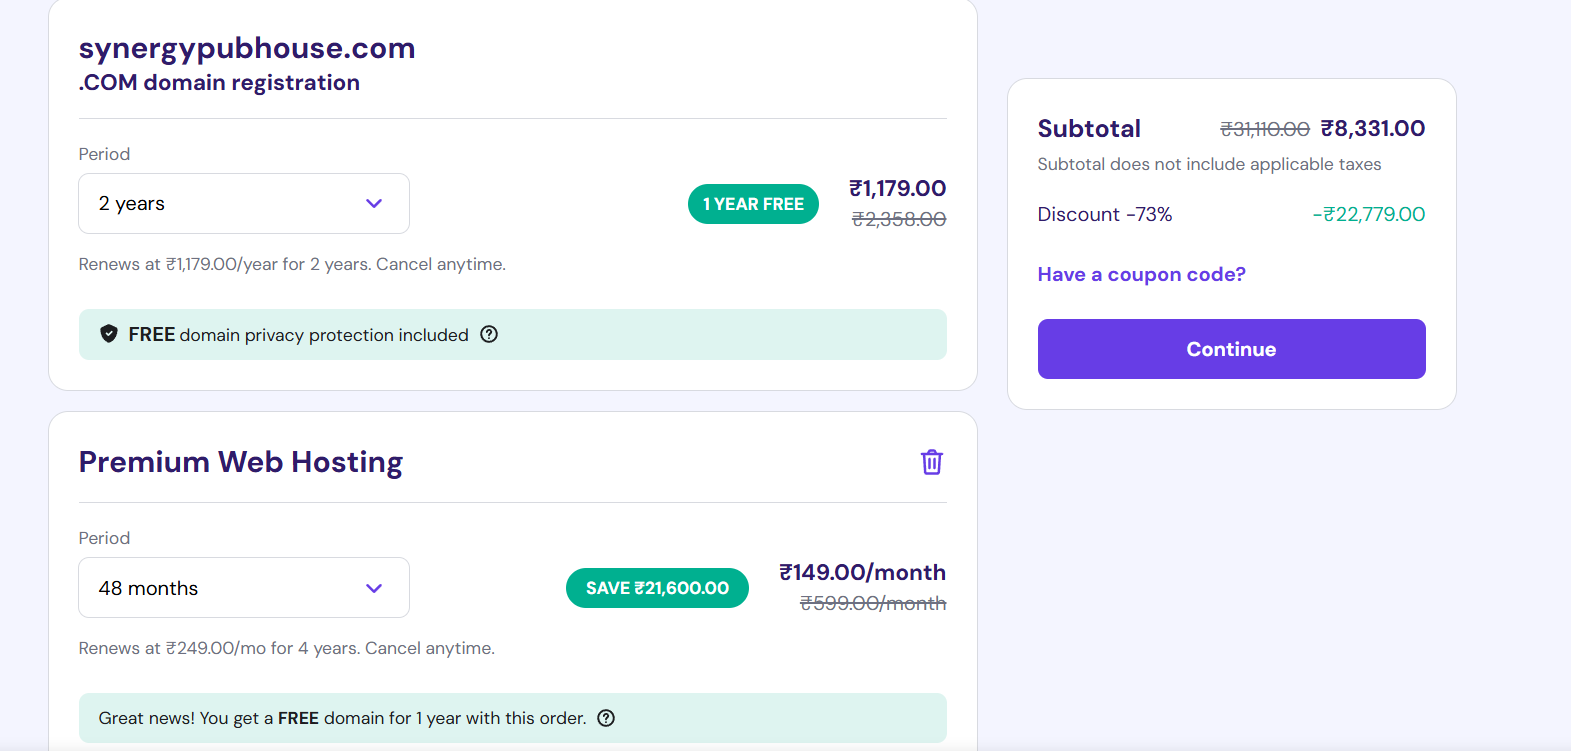 synergypubhouse.com
.COM domain registration
Period
2 years
1 YEAR FREE
₹1,179.00
₹2,358.00
Renews at ₹1,179.00/year for 2 years. Cancel anytime.
FREE domain privacy protection included
Premium Web Hosting
Period
48 months
SAVE ₹21,600.00
₹149.00/month
₹599.00/month
Renews at ₹249.00/mo for 4 years. Cancel anytime.
Great news! You get a FREE domain for 1 year with this order.
Subtotal ₹31,110.00 ₹8,331.00
Subtotal does not include applicable taxes
Discount -73% -₹22,779.00
Have a coupon code?
Continue